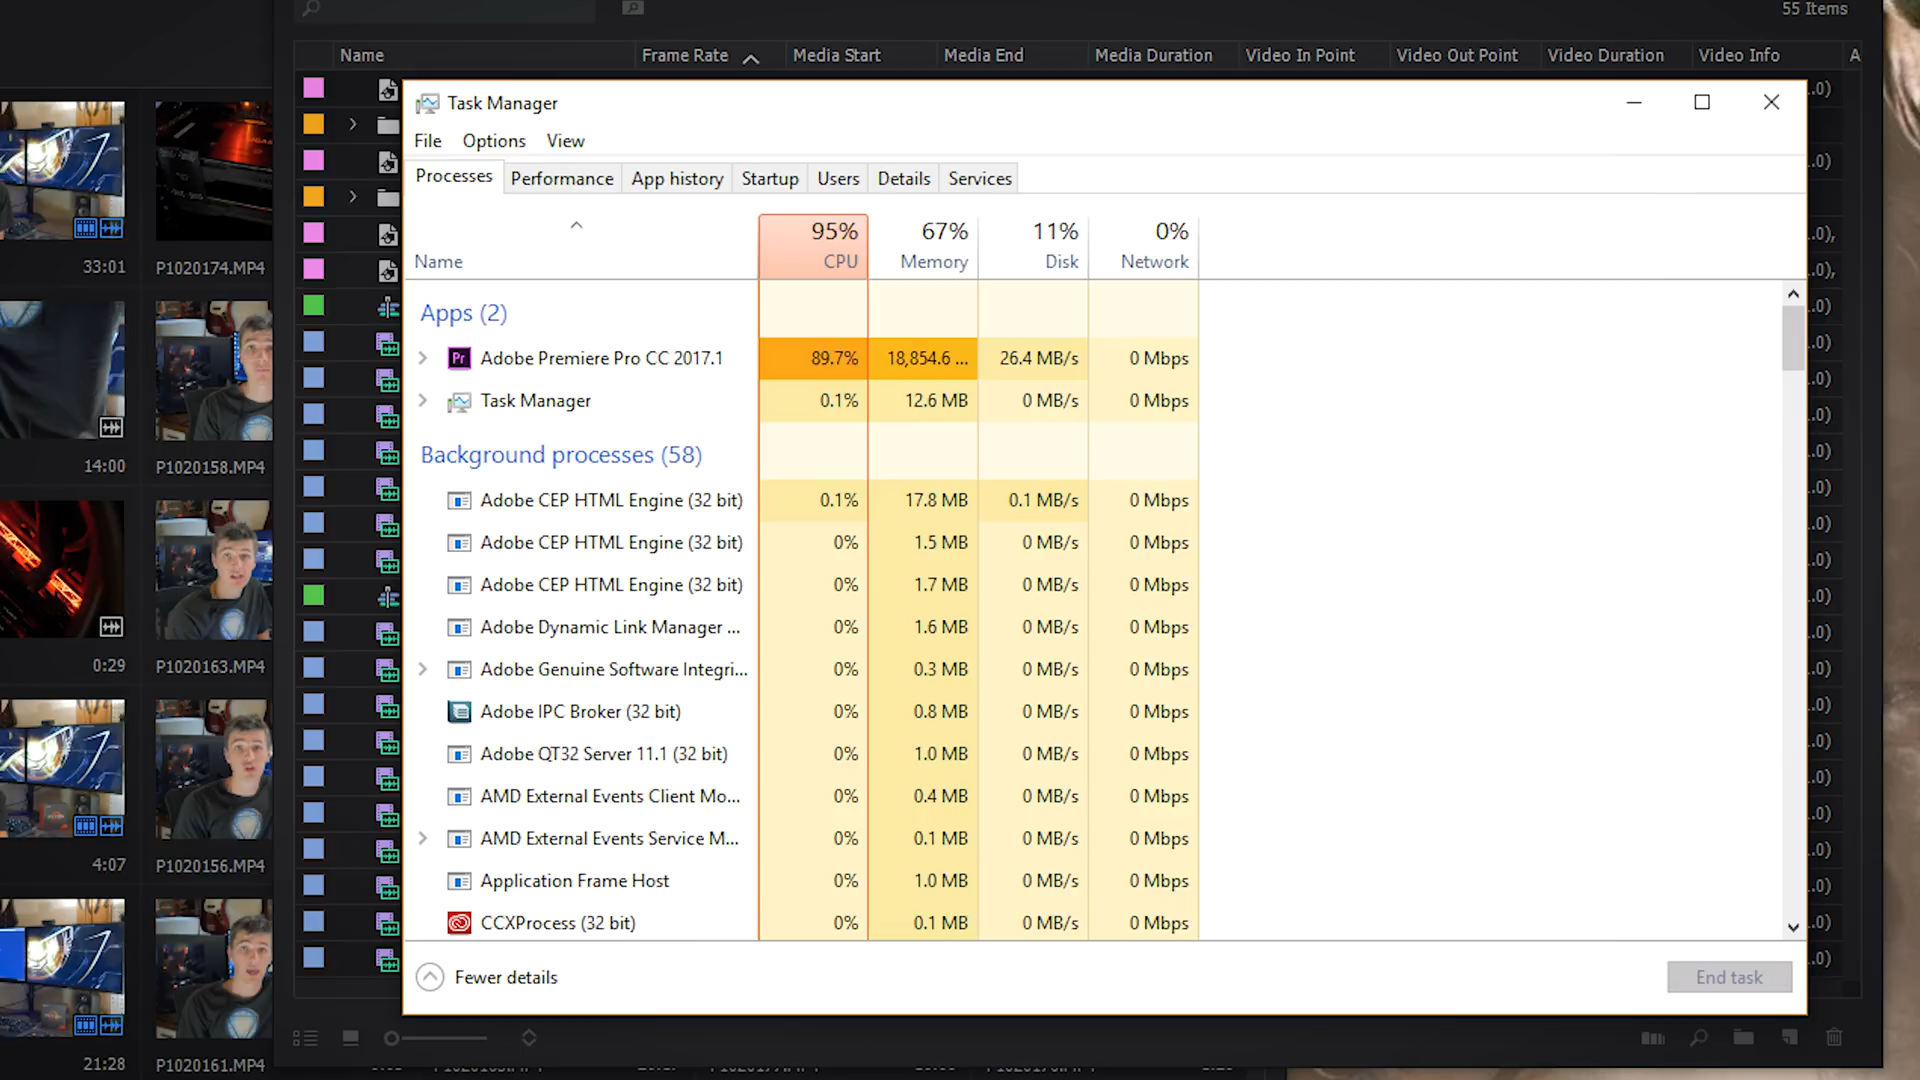 55 Items
Name Frame Rate Media Start Media End Media Duration Video In Point Video Out Point Video Duration Video Info A
Task Manager
File Options View
Processes Performance App history Startup Users Details Services
95% 67% 11% 0%
Name CPU Memory Disk Network
Apps (2)
Pr Adobe Premiere Pro CC 2017.1 89.7% 18,854.6 ... 26.4 MB/s 0 Mbps
Task Manager 0.1% 12.6 MB 0 MB/s 0 Mbps
Background processes (58)
Adobe CEP HTML Engine (32 bit) 0.1% 17.8 MB 0.1 MB/s 0 Mbps
Adobe CEP HTML Engine (32 bit) 0% 1.5 MB 0 MB/s 0 Mbps
Adobe CEP HTML Engine (32 bit) 0% 1.7 MB 0 MB/s 0 Mbps
Adobe Dynamic Link Manager ... 0% 1.6 MB 0 MB/s 0 Mbps
Adobe Genuine Software Integri... 0% 0.3 MB 0 MB/s 0 Mbps
Adobe IPC Broker (32 bit) 0% 0.8 MB 0 MB/s 0 Mbps
Adobe QT32 Server 11.1 (32 bit) 0% 1.0 MB 0 MB/s 0 Mbps
AMD External Events Client Mo... 0% 0.4 MB 0 MB/s 0 Mbps
AMD External Events Service M... 0% 0.1 MB 0 MB/s 0 Mbps
Application Frame Host 0% 1.0 MB 0 MB/s 0 Mbps
CCXProcess (32 bit) 0% 0.1 MB 0 MB/s 0 Mbps
Fewer details End task
33:01 P1020174.MP4
14:00 P1020158.MP4
0:29 P1020163.MP4
4:07 P1020156.MP4
21:28 P1020161.MP4